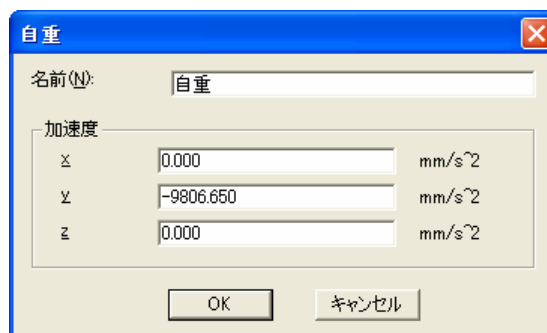 自重
名前(N): 自重
加速度
x 0.000 mm/s^2
y -9806.650 mm/s^2
z 0.000 mm/s^2
OK キャンセル